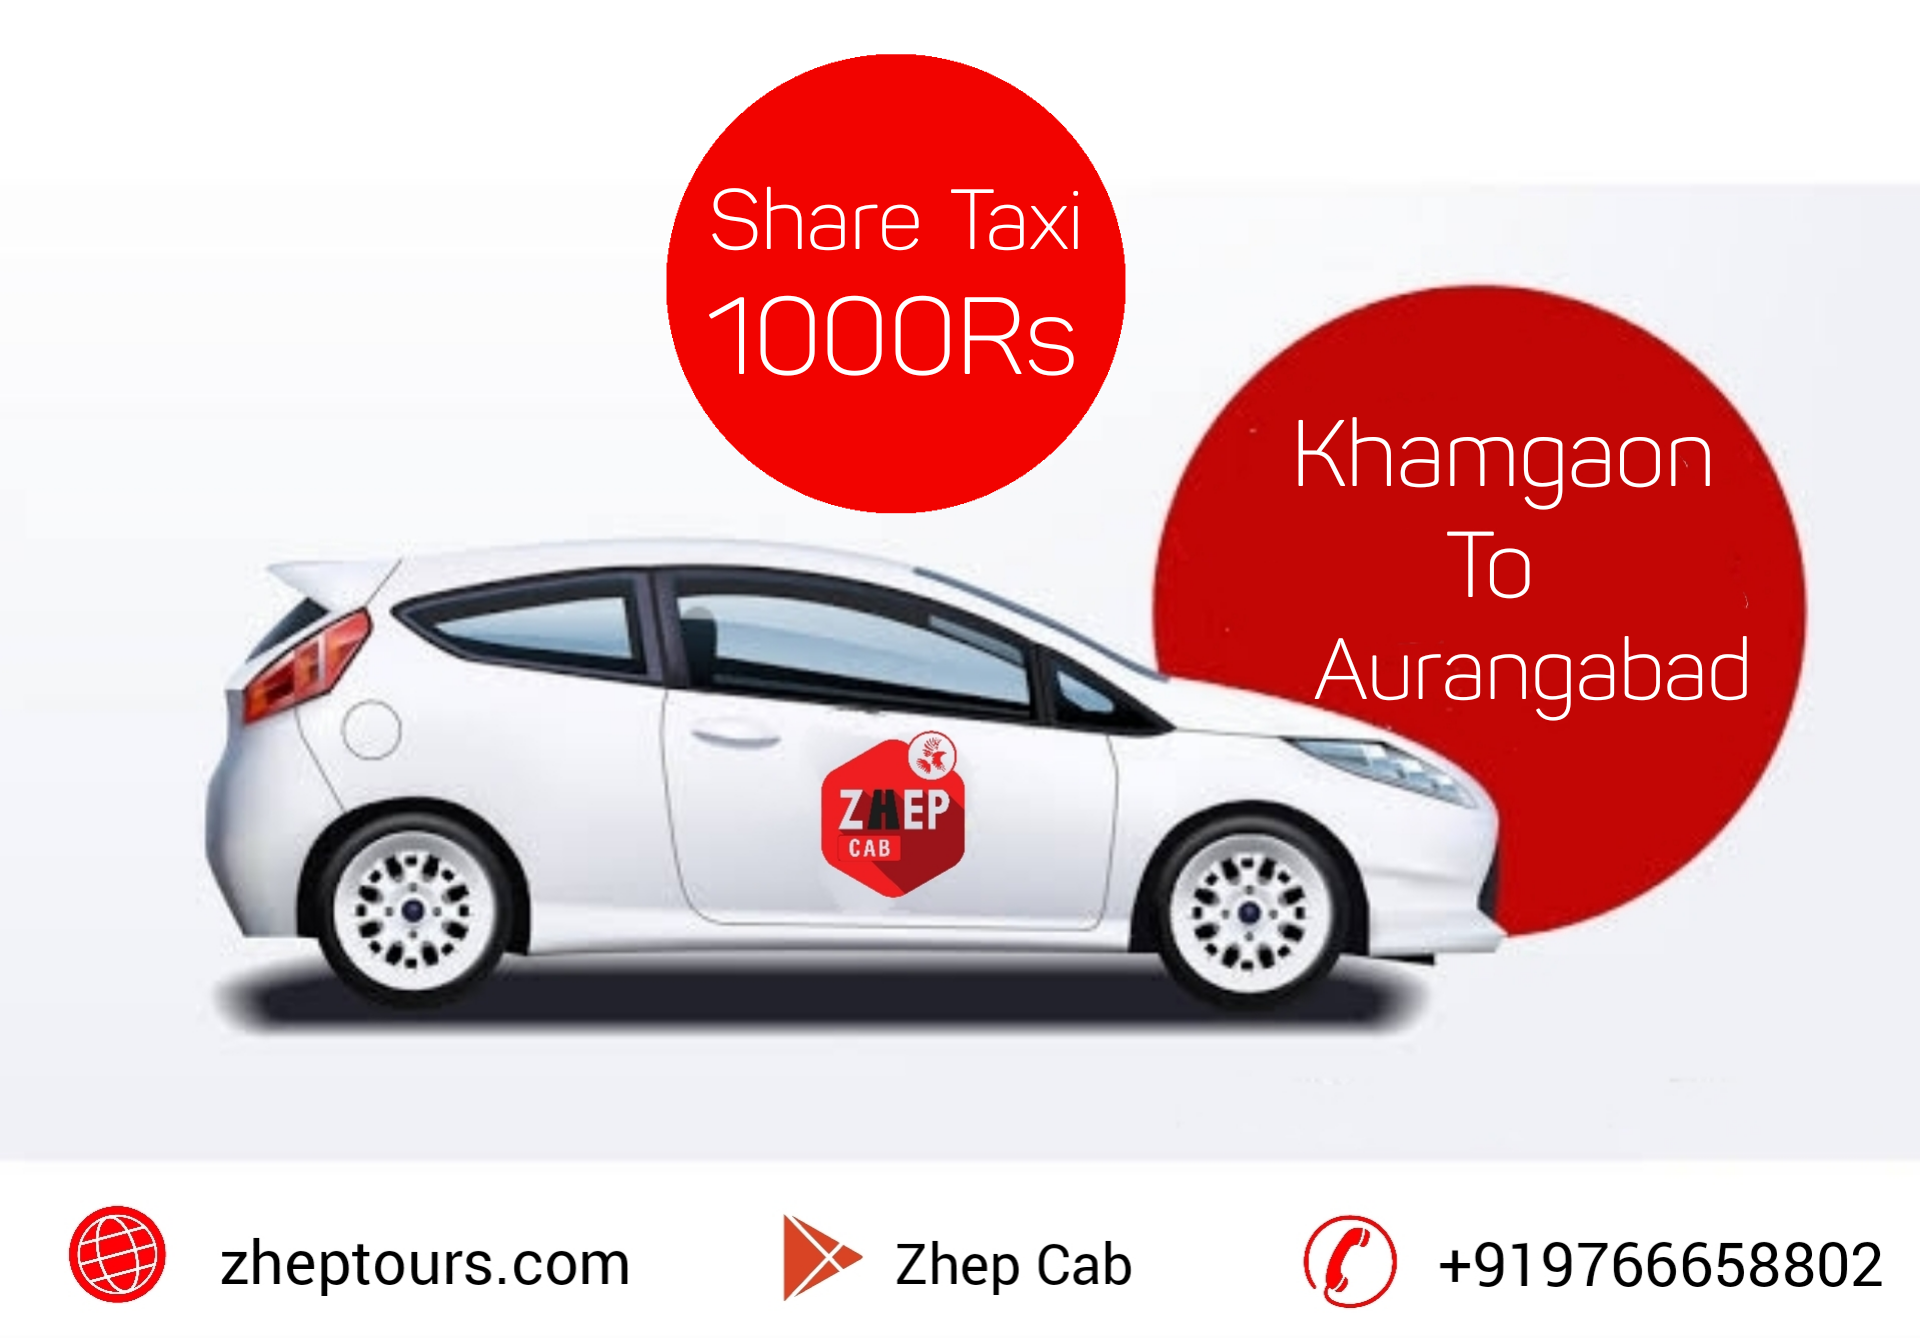 Share Taxi
1000Rs
Khamgaon
To
Aurangabad
ZHEP
CAB
zheptours.com
Zhep Cab
+919766658802